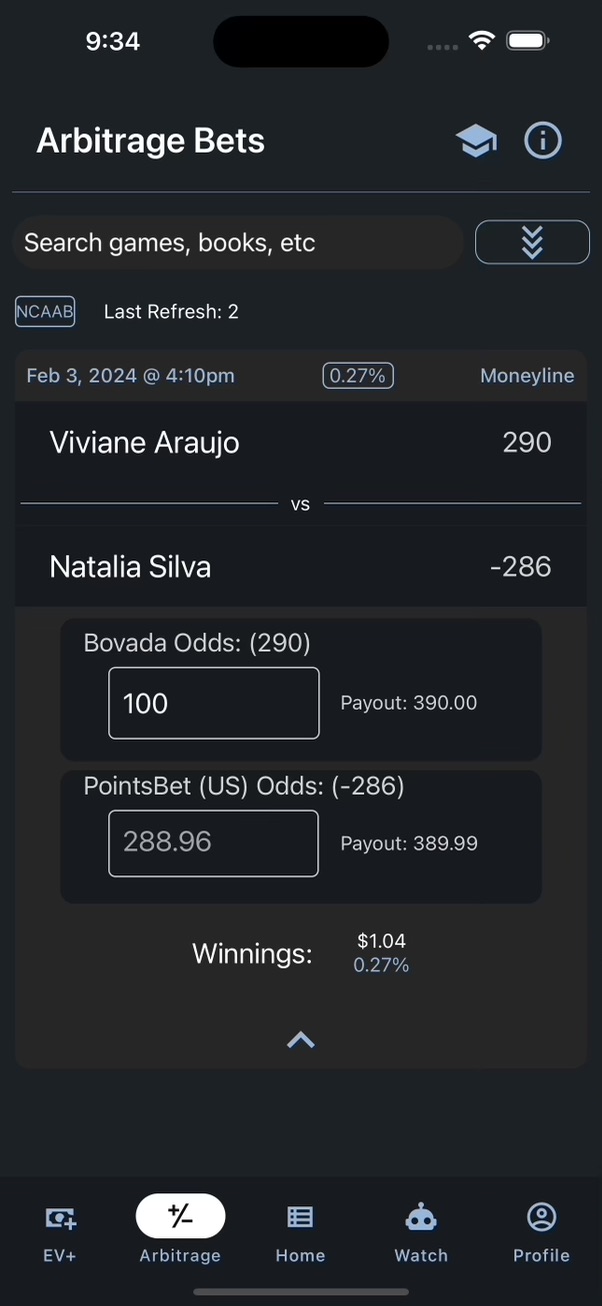 9:34
Arbitrage Bets
Search games, books, etc
NCAAB Last Refresh: 2
Feb 3, 2024 @ 4:10pm 0.27% Moneyline
Viviane Araujo 290
vs
Natalia Silva -286
Bovada Odds: (290)
100 Payout: 390.00
PointsBet (US) Odds: (-286)
288.96 Payout: 389.99
Winnings: $1.04
0.27%
EV+ Arbitrage Home Watch Profile